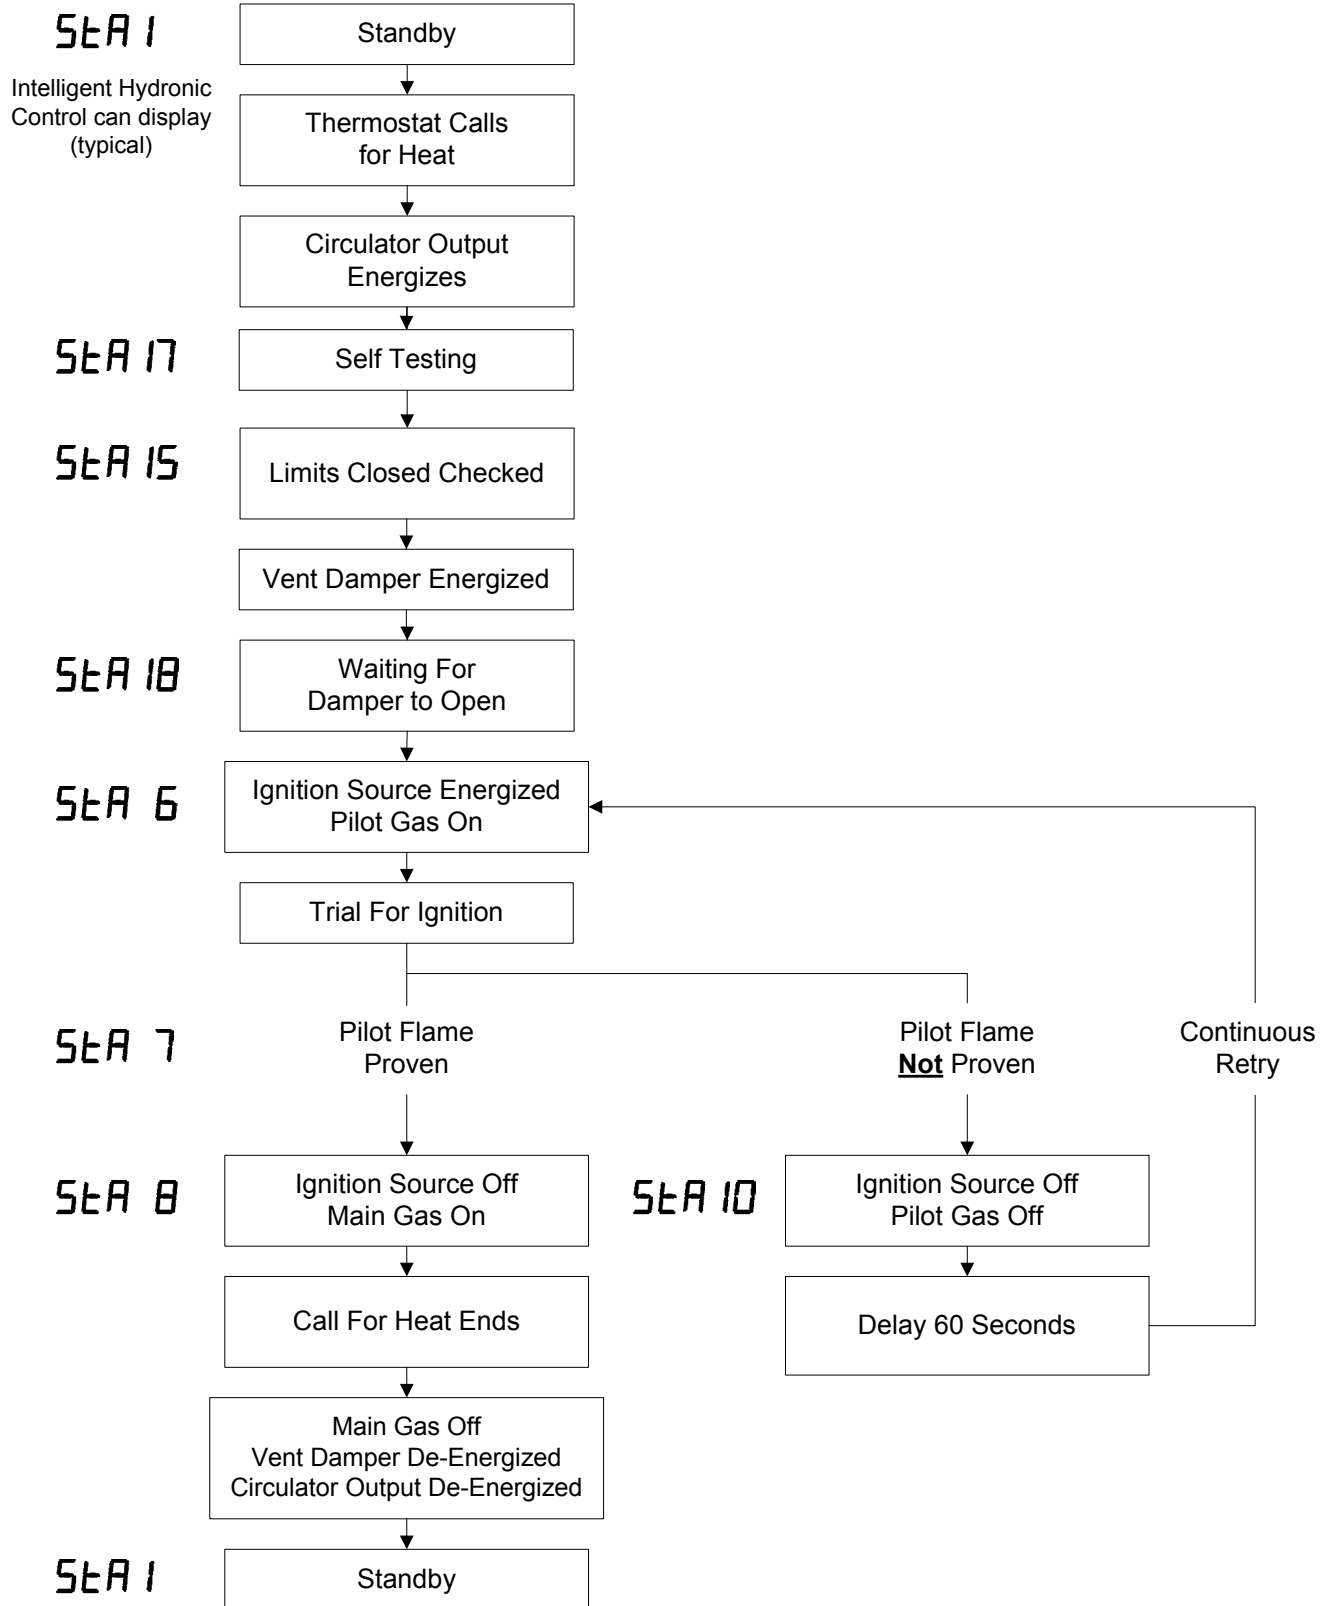 StA 1
Standby
Intelligent Hydronic
Control can display
(typical)
Thermostat Calls
for Heat
Circulator Output
Energizes
StA 17
Self Testing
StA 15
Limits Closed Checked
Vent Damper Energized
StA 18
Waiting For
Damper to Open
StA 6
Ignition Source Energized
Pilot Gas On
Trial For Ignition
StA 7
Pilot Flame
Proven
Pilot Flame
Not Proven
Continuous
Retry
StA 8
Ignition Source Off
Main Gas On
StA 10
Ignition Source Off
Pilot Gas Off
Call For Heat Ends
Delay 60 Seconds
Main Gas Off
Vent Damper De-Energized
Circulator Output De-Energized
StA 1
Standby